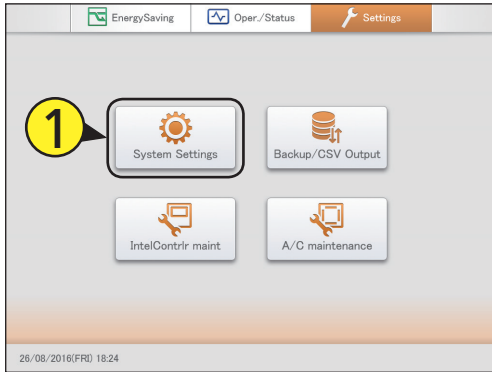 EnergySaving
Oper./Status
Settings
1
System Settings
Backup/CSV Output
IntelContrlr maint
A/C maintenance
26/08/2016(FRI) 18:24